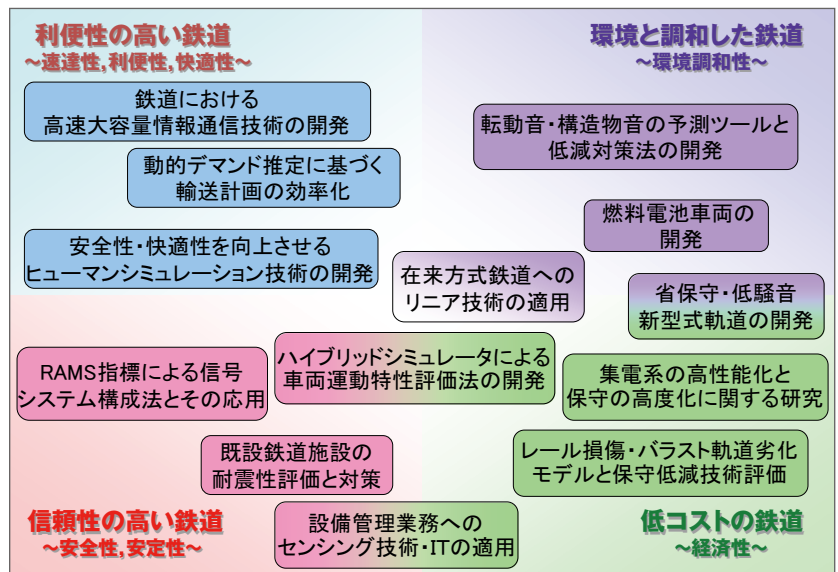 利便性の高い鉄道
～速達性,利便性,快適性～
環境と調和した鉄道
～環境調和性～
鉄道における
高速大容量情報通信技術の開発
転動音・構造物音の予測ツールと
低減対策法の開発
動的デマンド推定に基づく
輸送計画の効率化
燃料電池車両の
開発
安全性・快適性を向上させる
ヒューマンシミュレーション技術の開発
在来方式鉄道への
リニア技術の適用
省保守・低騒音
新型式軌道の開発
ハイブリッドシミュレータによる
車両運動特性評価法の開発
RAMS指標による信号
システム構成法とその応用
集電系の高性能化と
保守の高度化に関する研究
既設鉄道施設の
耐震性評価と対策
レール損傷・バラスト軌道劣化
モデルと保守低減技術評価
設備管理業務への
センシング技術・ITの適用
信頼性の高い鉄道
～安全性,安定性～
低コストの鉄道
～経済性～